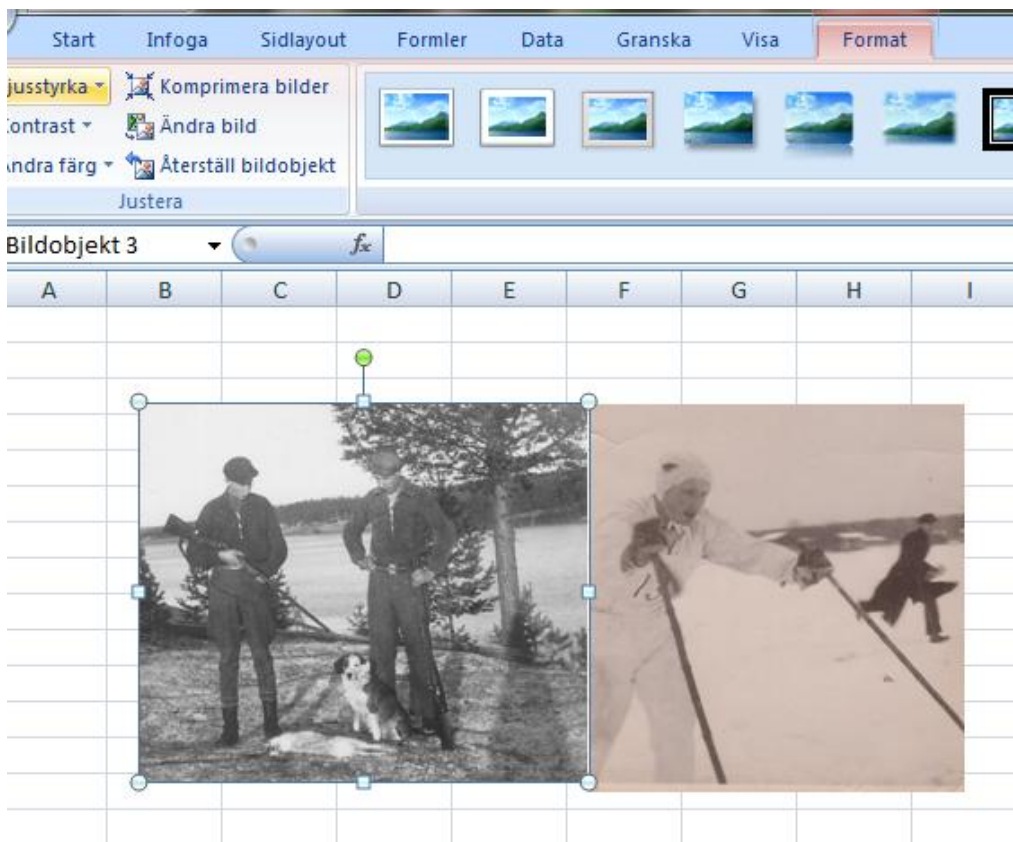 Start Infoga Sidlayout Formler Data Granska Visa Format
jusstyrka Komprimera bilder
ontrast Ändra bild
ndra färg Återställ bildobjekt
Justera
Bildobjekt 3 fx
A B C D E F G H I